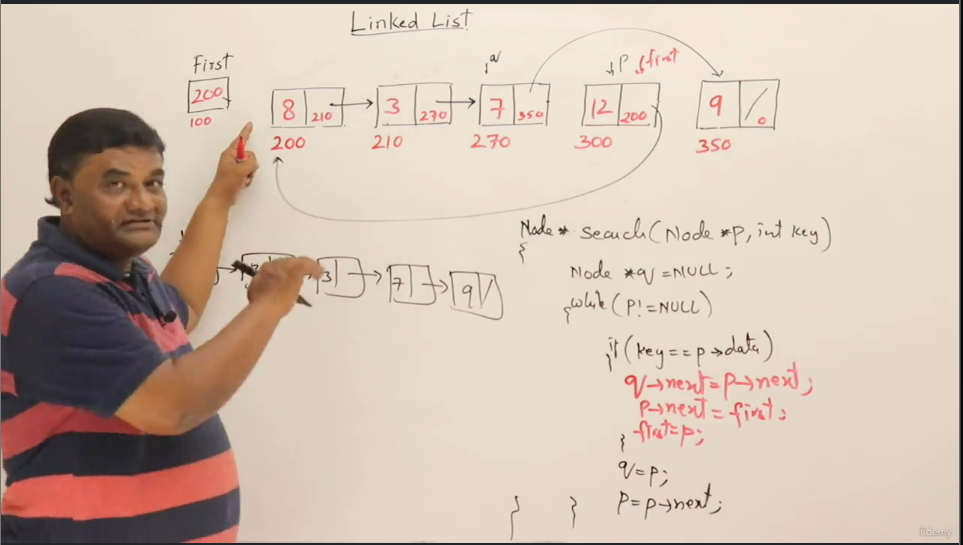 Linked List
First
q
p first
200
8 210
3 270
7 350
12 200
9 / 0
100
200
210
270
300
350
Node* search(Node *p, int key)
{
Node *q = NULL;
{while(P! = NULL)
3
7
9 /
if(key==p→data)
{
q→next=p→next;
p→next=first;
first=p;
}
q=p;
p=p→next;
}
}
ûdemy